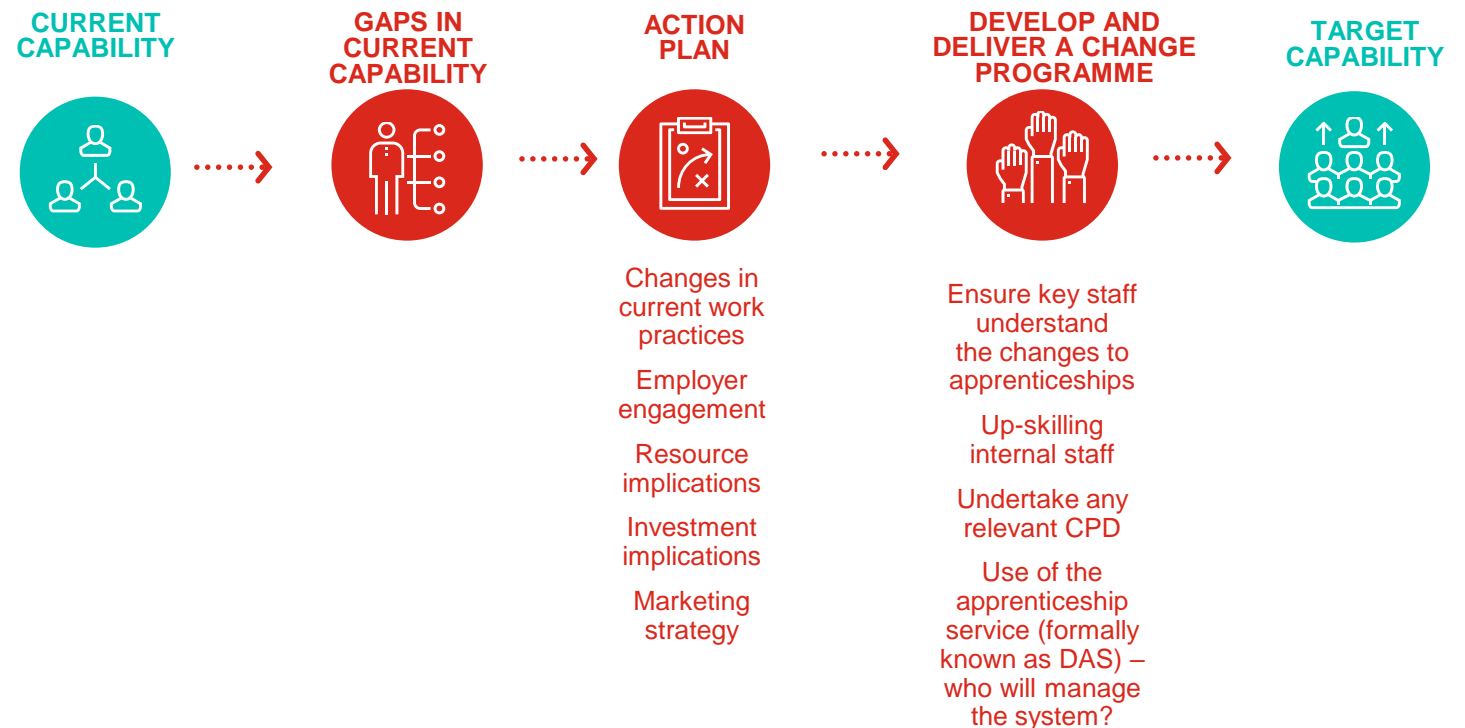 CURRENT
CAPABILITY
GAPS IN
CURRENT
CAPABILITY
ACTION
PLAN
DEVELOP AND
DELIVER A CHANGE
PROGRAMME
TARGET
CAPABILITY
Changes in
current work
practices
Employer
engagement
Resource
implications
Investment
implications
Marketing
strategy
Ensure key staff
understand
the changes to
apprenticeships
Up-skilling
internal staff
Undertake any
relevant CPD
Use of the
apprenticeship
service (formally
known as DAS) –
who will manage
the system?